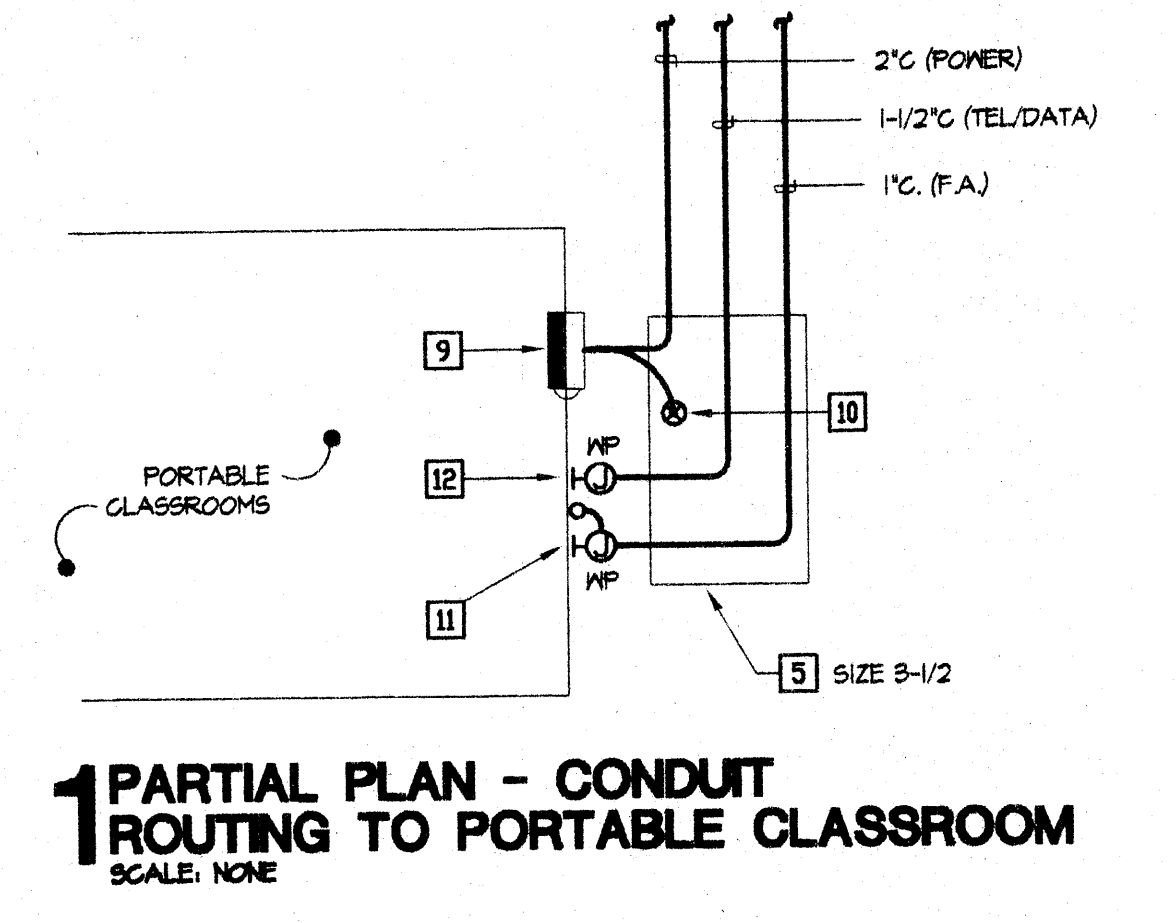 2"C (POWER)
1-1/2"C (TEL/DATA)
1"C. (F.A.)
9
10
WP
J
12
PORTABLE
CLASSROOMS
J
WP
11
5 SIZE 3-1/2
1 PARTIAL PLAN - CONDUIT
ROUTING TO PORTABLE CLASSROOM
SCALE: NONE